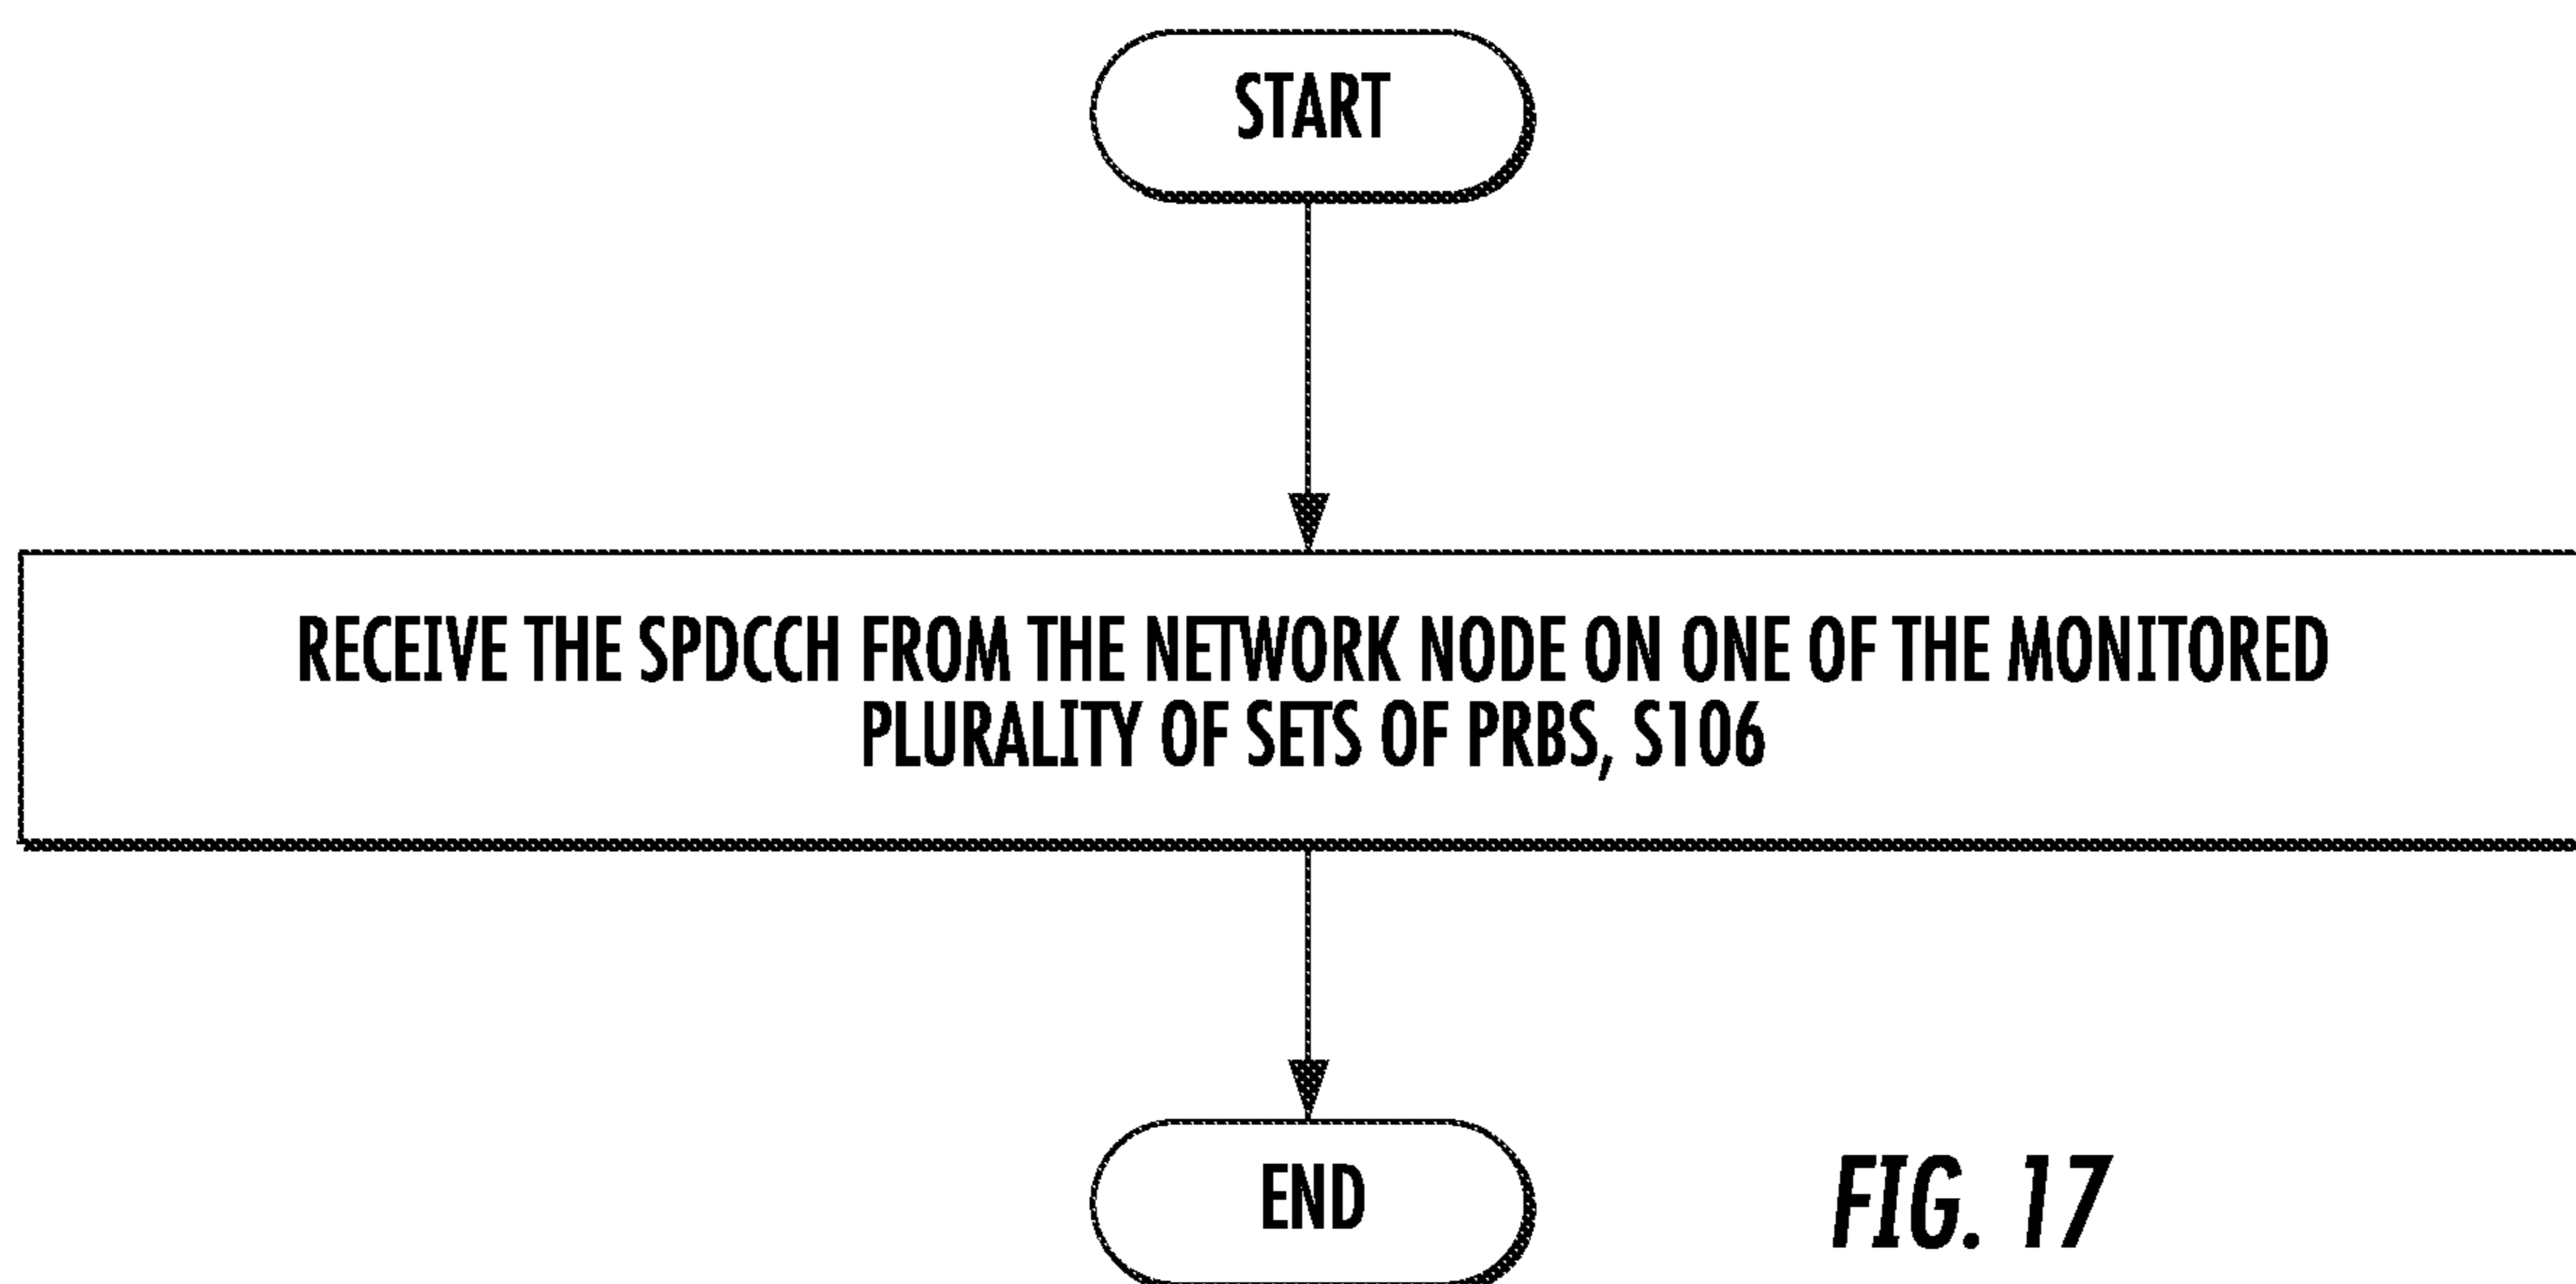 START
RECEIVE THE SPDCCH FROM THE NETWORK NODE ON ONE OF THE MONITORED
PLURALITY OF SETS OF PRBS, S106
END
FIG. 17